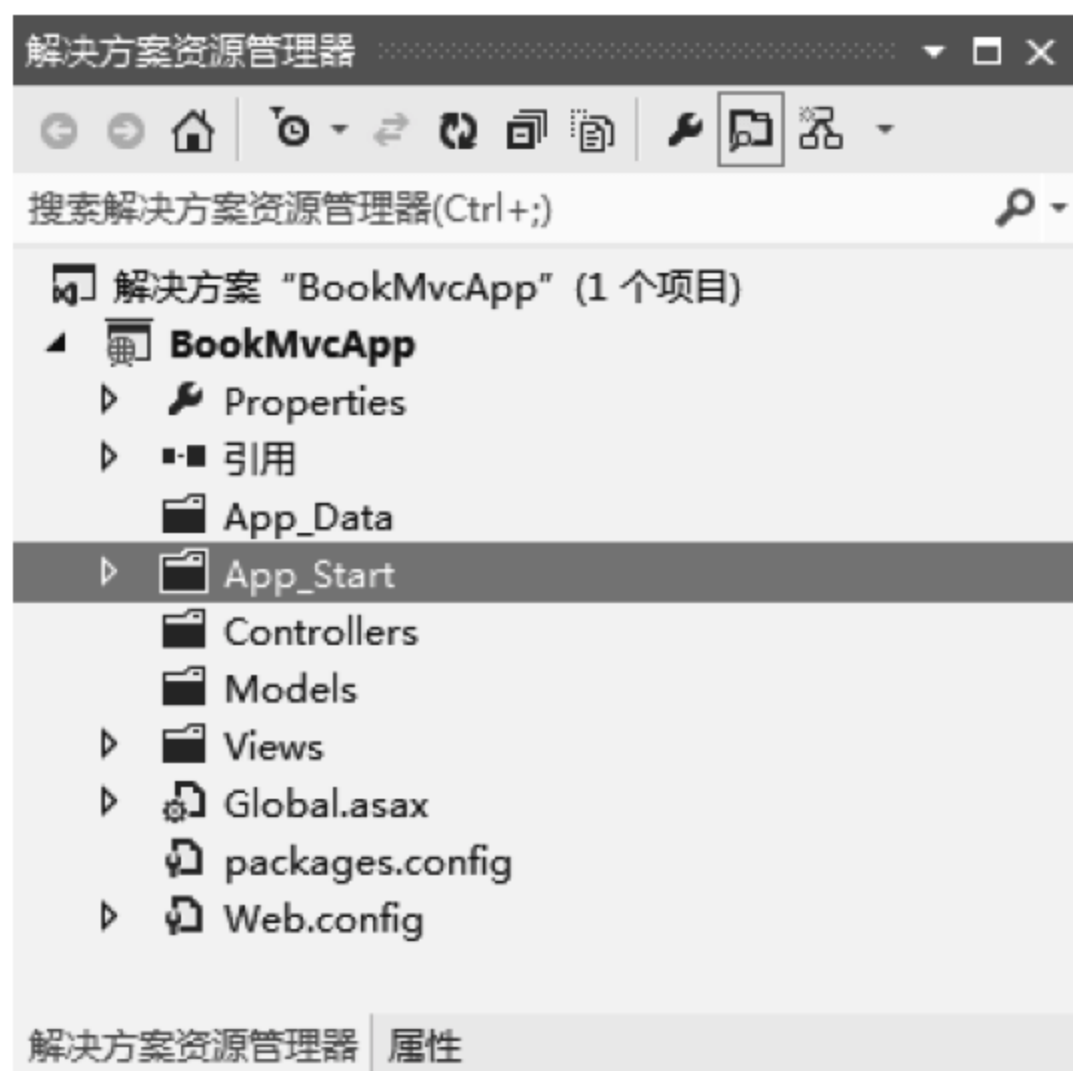 解决方案资源管理器
搜索解决方案资源管理器(Ctrl+;)
解决方案 “BookMvcApp” (1 个项目)
BookMvcApp
Properties
引用
App_Data
App_Start
Controllers
Models
Views
Global.asax
packages.config
Web.config
解决方案资源管理器 属性